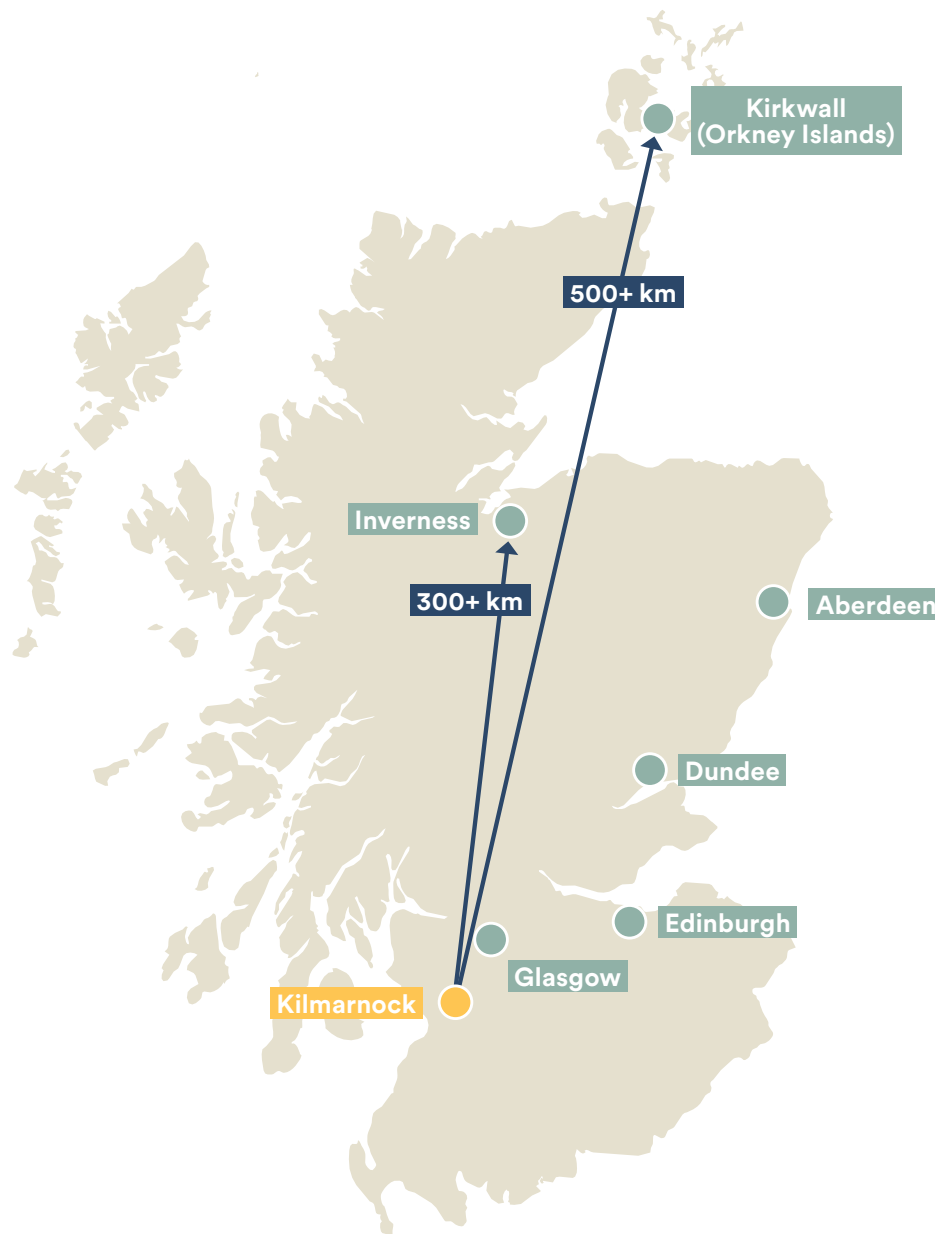 Kirkwall
(Orkney Islands)
500+ km
Inverness
300+ km
Aberdeen
Dundee
Edinburgh
Glasgow
Kilmarnock